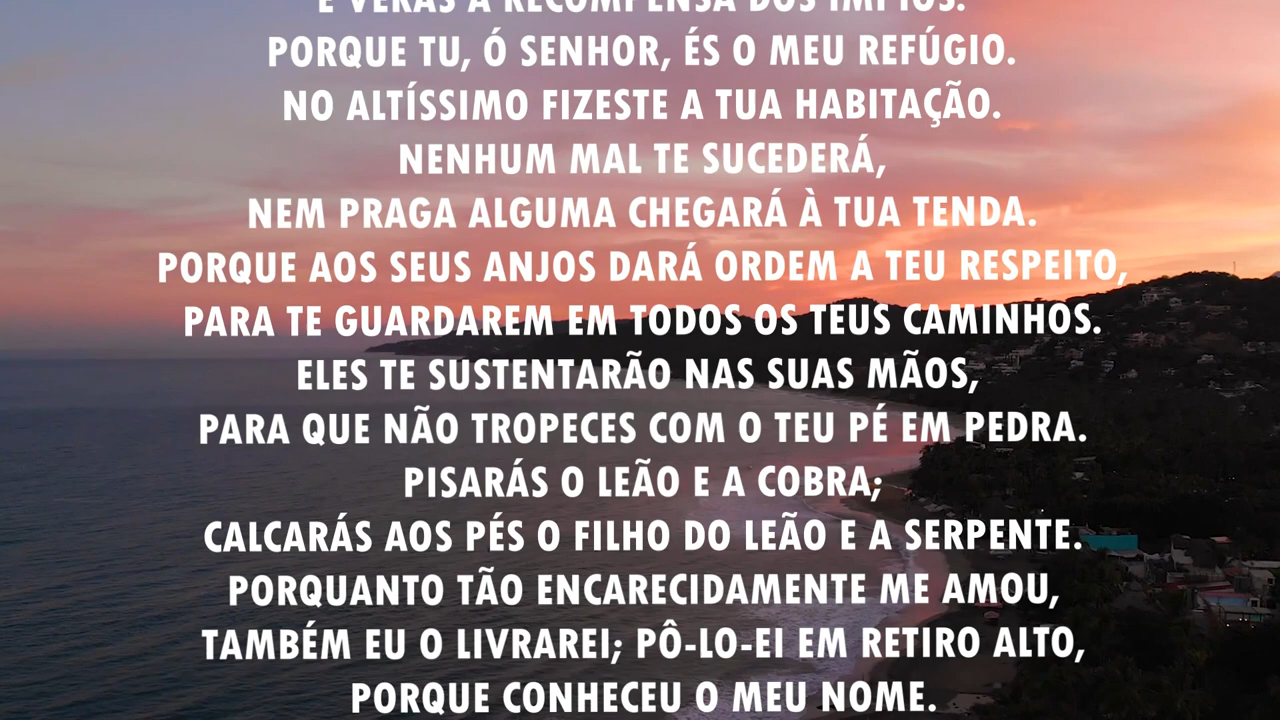 E VERÁS A RECOMPENSA DOS ÍMPIOS.
PORQUE TU, Ó SENHOR, ÉS O MEU REFÚGIO.
NO ALTÍSSIMO FIZESTE A TUA HABITAÇÃO.
NENHUM MAL TE SUCEDERÁ,
NEM PRAGA ALGUMA CHEGARÁ À TUA TENDA.
PORQUE AOS SEUS ANJOS DARÁ ORDEM A TEU RESPEITO,
PARA TE GUARDAREM EM TODOS OS TEUS CAMINHOS.
ELES TE SUSTENTARÃO NAS SUAS MÃOS,
PARA QUE NÃO TROPECES COM O TEU PÉ EM PEDRA.
PISARÁS O LEÃO E A COBRA;
CALCARÁS AOS PÉS O FILHO DO LEÃO E A SERPENTE.
PORQUANTO TÃO ENCARECIDAMENTE ME AMOU,
TAMBÉM EU O LIVRAREI; PÔ-LO-EI EM RETIRO ALTO,
PORQUE CONHECEU O MEU NOME.